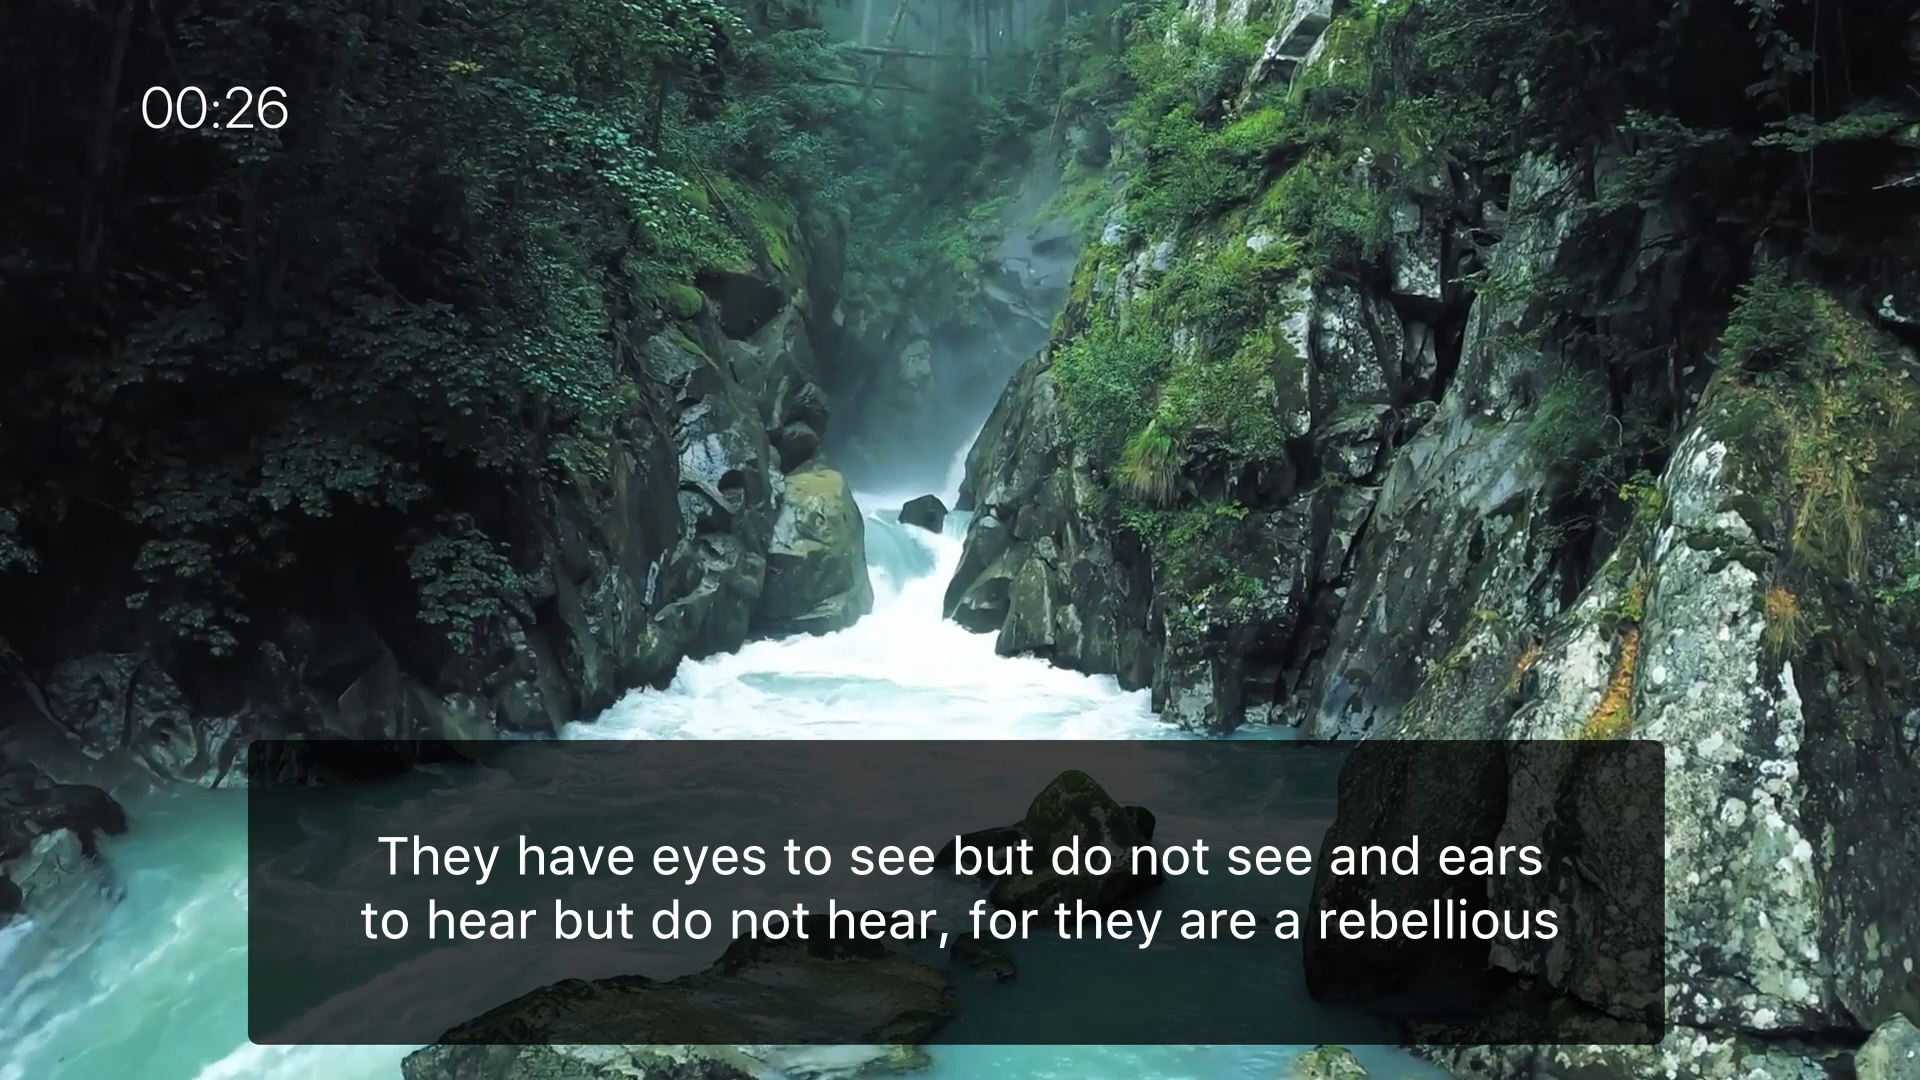 00:26
They have eyes to see but do not see and ears
to hear but do not hear, for they are a rebellious